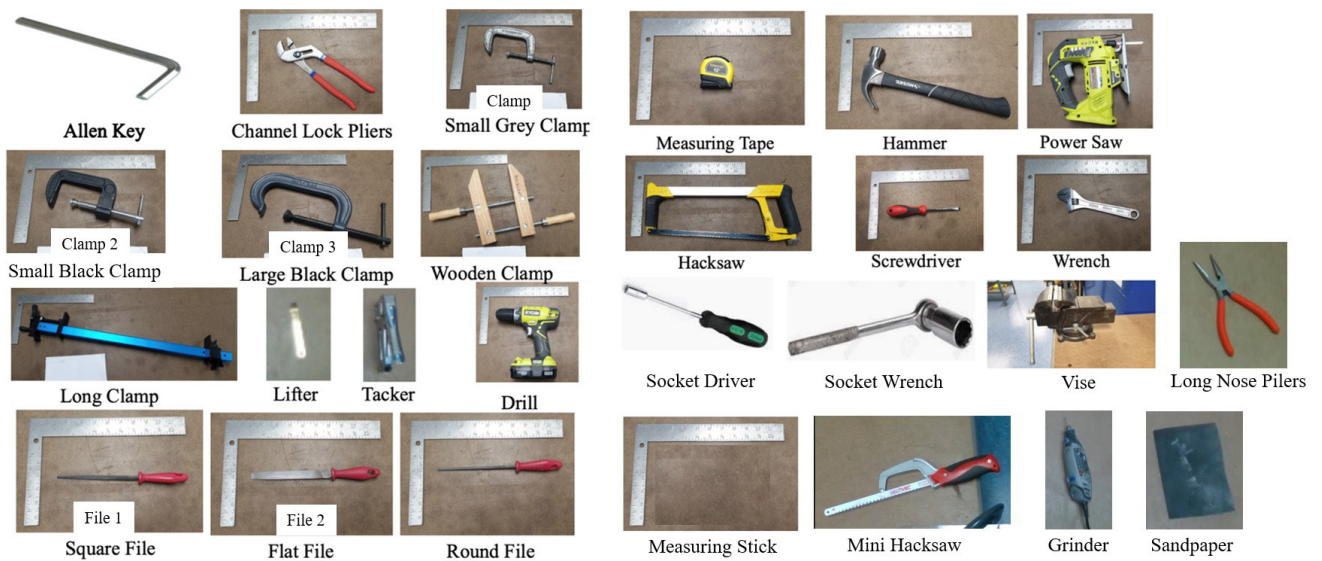 Allen Key
Channel Lock Pliers
Clamp
Small Grey Clamp
Measuring Tape
Hammer
Power Saw
Clamp 2
Small Black Clamp
Clamp 3
Large Black Clamp
Wooden Clamp
Hacksaw
Screwdriver
Wrench
Long Clamp
Lifter
Tacker
RYOBI
Drill
Socket Driver
Socket Wrench
Vise
Long Nose Pilers
File 1
Square File
File 2
Flat File
Round File
Measuring Stick
Mini Hacksaw
Grinder
Sandpaper